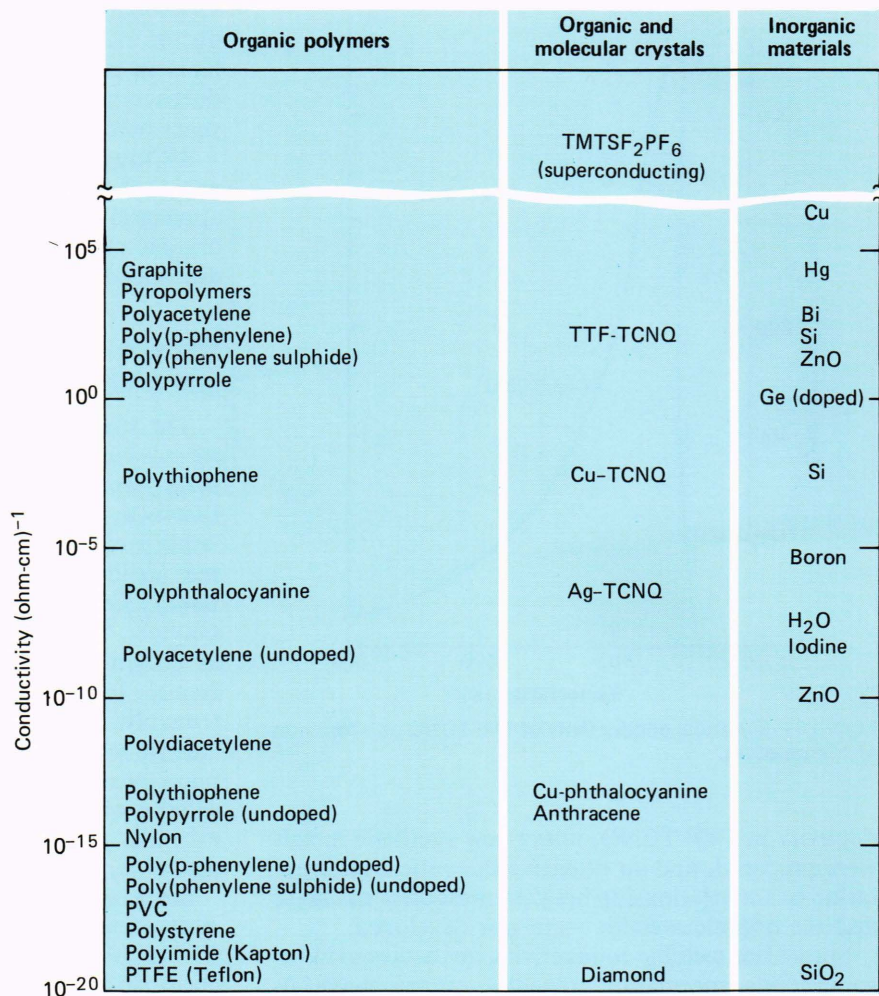 Organic polymers
Organic and
molecular crystals
Inorganic
materials
Conductivity (ohm-cm)⁻¹
10⁵
10⁰
10⁻⁵
10⁻¹⁰
10⁻¹⁵
10⁻²⁰
Graphite
Pyropolymers
Polyacetylene
Poly(p-phenylene)
Poly(phenylene sulphide)
Polypyrrole
Polythiophene
Polyphthalocyanine
Polyacetylene (undoped)
Polydiacetylene
Polythiophene
Polypyrrole (undoped)
Nylon
Poly(p-phenylene) (undoped)
Poly(phenylene sulphide) (undoped)
PVC
Polystyrene
Polyimide (Kapton)
PTFE (Teflon)
TMTSF₂PF₆
(superconducting)
TTF-TCNQ
Cu–TCNQ
Ag–TCNQ
Cu-phthalocyanine
Anthracene
Diamond
Cu
Hg
Bi
Si
ZnO
Ge (doped)
Si
Boron
H₂O
Iodine
ZnO
SiO₂